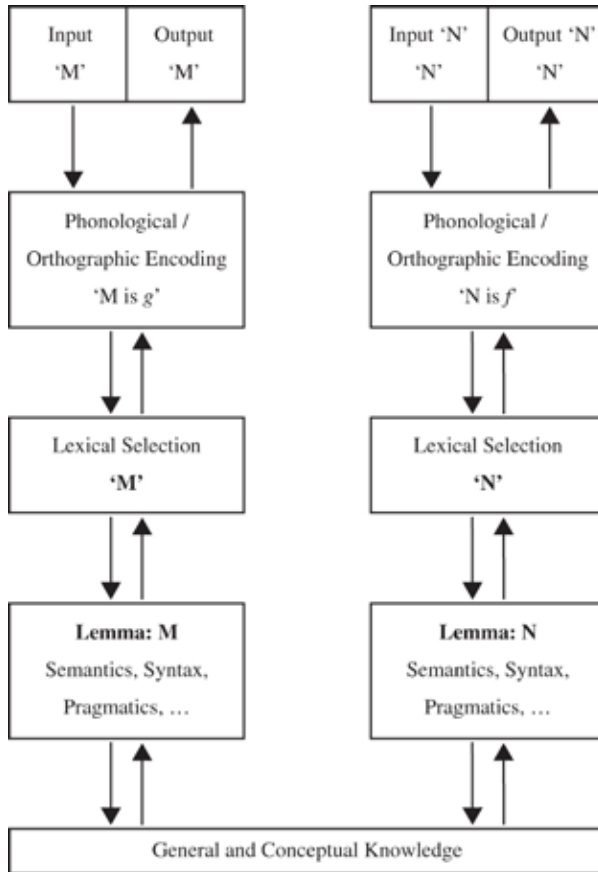 Input
‘M’
Output
‘M’
Input ‘N’
‘N’
Output ‘N’
‘N’
Phonological /
Orthographic Encoding
‘M is g’
Phonological /
Orthographic Encoding
‘N is f’
Lexical Selection
‘M’
Lexical Selection
‘N’
Lemma: M
Semantics, Syntax,
Pragmatics, …
Lemma: N
Semantics, Syntax,
Pragmatics, …
General and Conceptual Knowledge